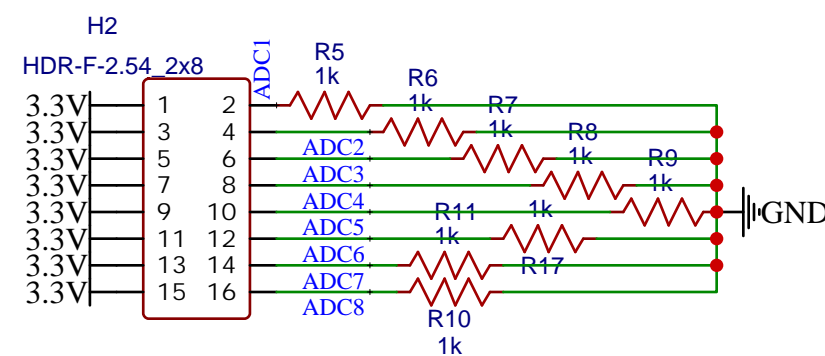 H2
HDR-F-2.54_2x8
ADC1
R5
1k
R6
1k
R7
1k
R8
1k
R9
1k
3.3V 1 2
3.3V 3 4
ADC2
3.3V 5 6
ADC3
3.3V 7 8
ADC4
3.3V 9 10
GND
R11
1k
1k
ADC5
3.3V 11 12
ADC6
R17
3.3V 13 14
ADC7
3.3V 15 16
ADC8
R10
1k